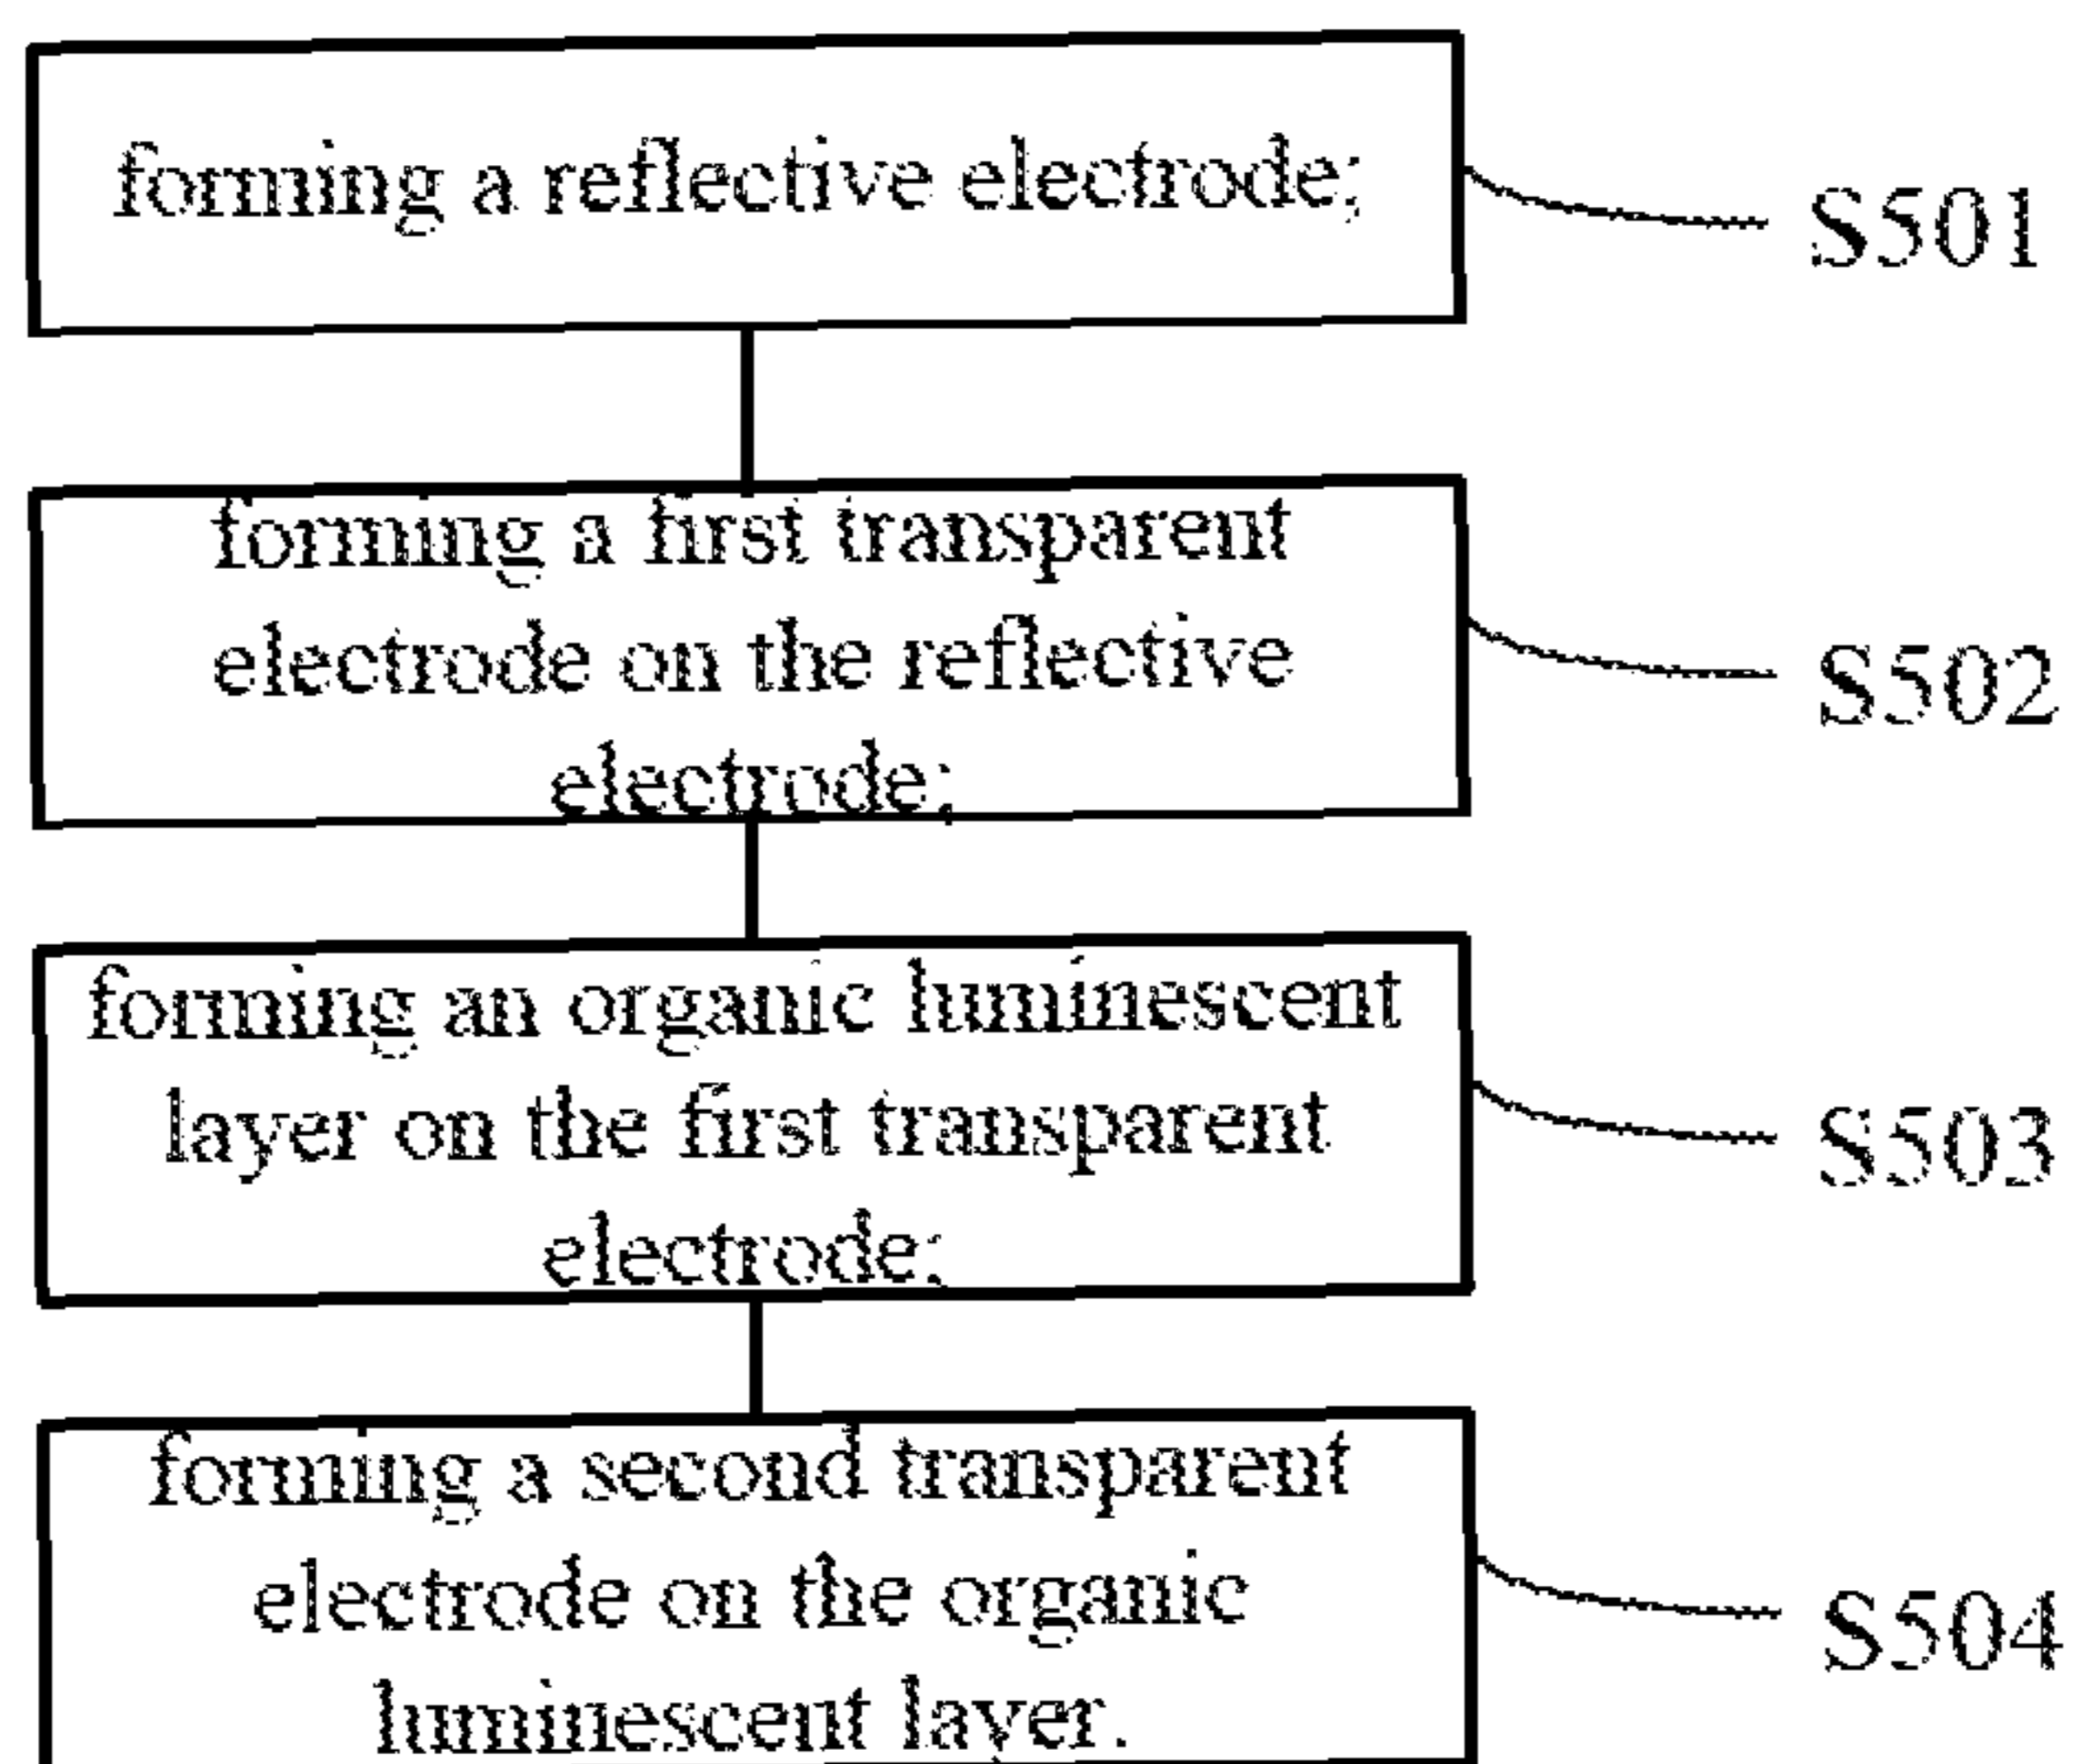 forming a reflective electrode;
S501
forming a first transparent
electrode on the reflective
electrode;
S502
forming an organic luminescent
layer on the first transparent
electrode;
S503
forming a second transparent
electrode on the organic
luminescent layer.
S504